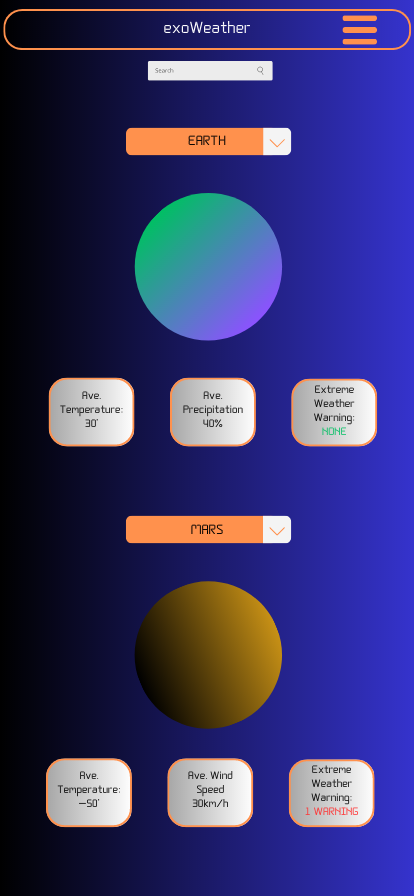 exoWeather
Search
EARTH
Ave.
Temperature:
30°
Ave.
Precipitation
40%
Extreme
Weather
Warning:
NONE
MARS
Ave.
Temperature:
-50°
Ave. Wind
Speed
30km/h
Extreme
Weather
Warning:
1 WARNING